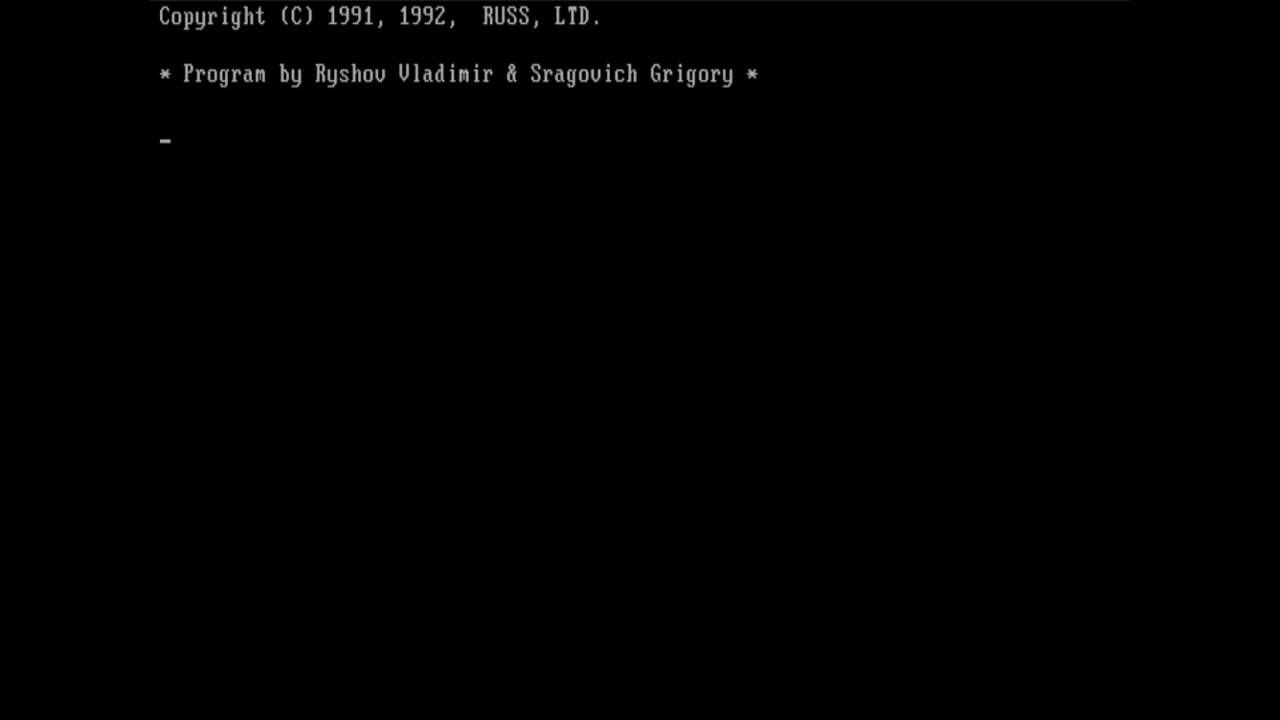 Copyright (C) 1991, 1992,  RUSS, LTD.
* Program by Ryshov Vladimir & Sragovich Grigory *